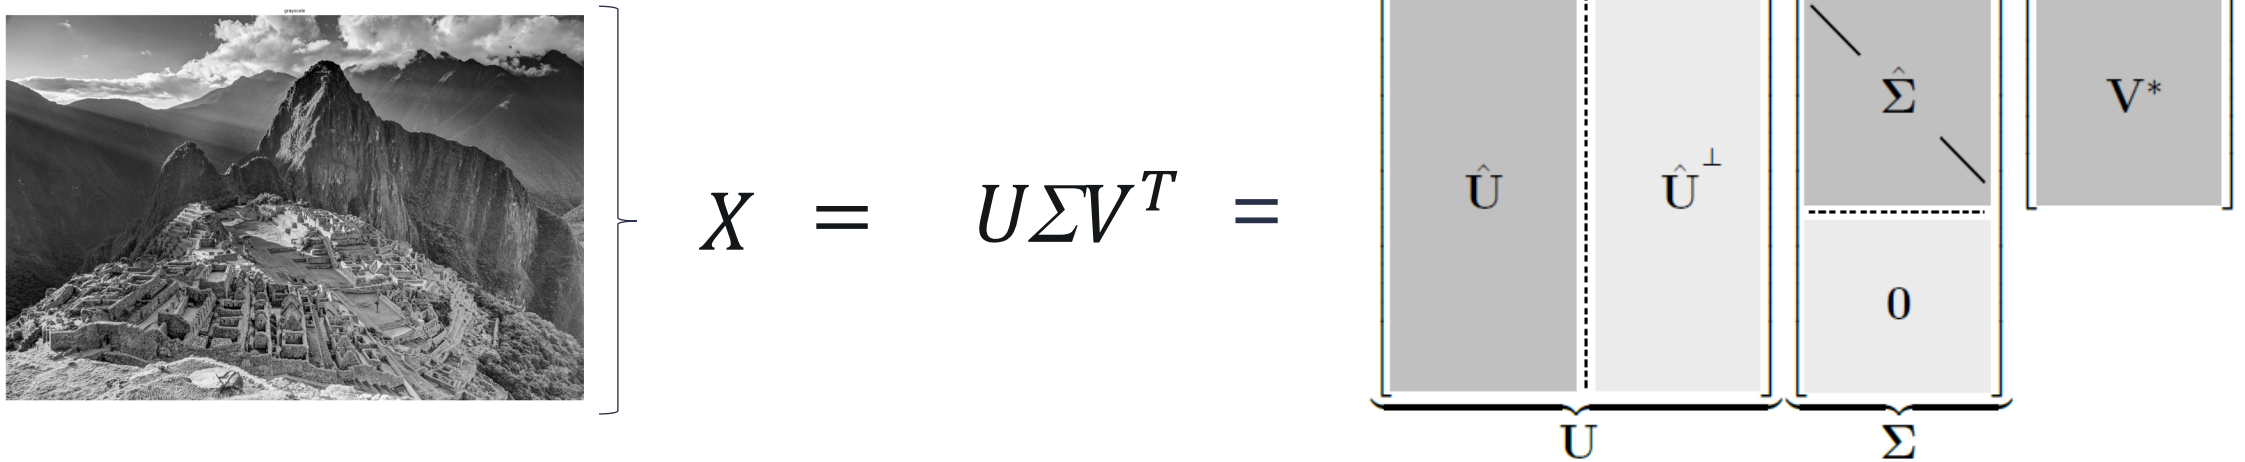 grayscale
X = UΣV^T =
Û Û^⊥ Σ̂ V*
0
U Σ